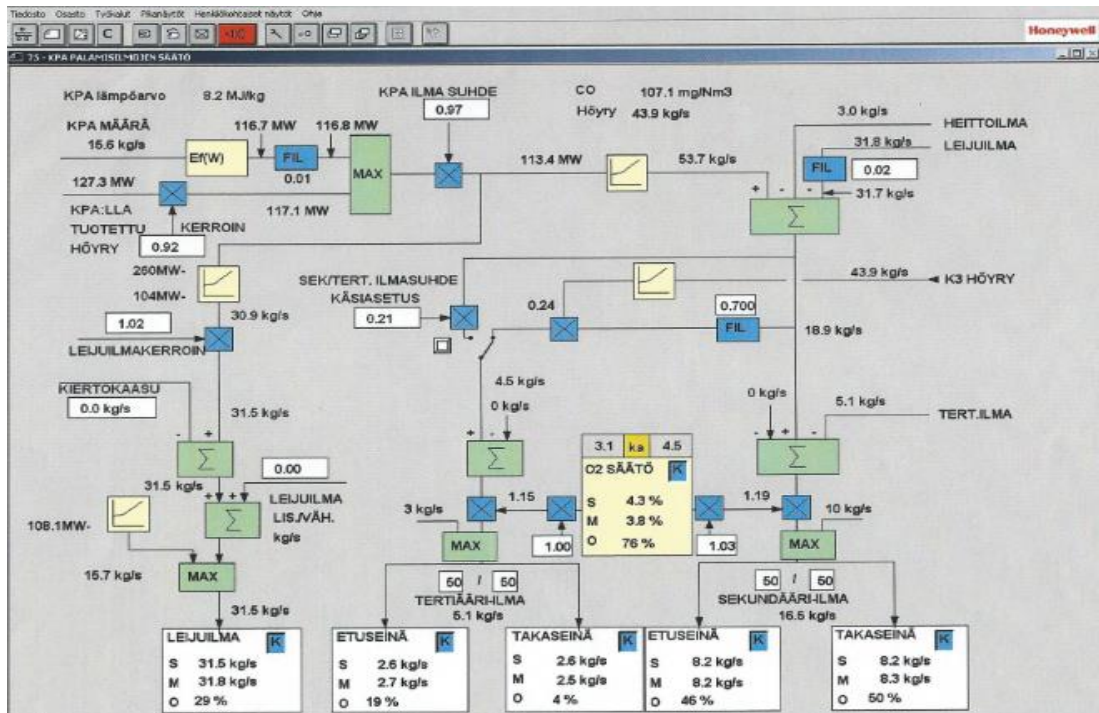 Tiedosto Osasto Työkalut Pikanäytöt Henkilökohtaiset näytöt Ohje
C
Honeywell
75 - KPA PALAMISILMOJEN SÄÄTÖ
KPA lämpöarvo 8.2 MJ/kg
KPA ILMA SUHDE
0.97
CO 107.1 mg/Nm3
Höyry 43.9 kg/s
3.0 kg/s
HEITTOILMA
31.8 kg/s
LEIJUILMA
KPA MÄÄRÄ
15.6 kg/s
Ef(W)
116.7 MW
FIL
0.01
116.8 MW
MAX
113.4 MW
53.7 kg/s
FIL
0.02
31.7 kg/s
+ - -
Σ
127.3 MW
117.1 MW
KPA:LLA
TUOTETTU
HÖYRY
KERROIN
0.92
260MW-
104MW-
30.9 kg/s
1.02
LEIJUILMAKERROIN
SEK/TERT. ILMASUHDE
KÄSIASETUS
0.21
0.24
0.700
FIL
43.9 kg/s
K3 HÖYRY
18.9 kg/s
KIERTOKAASU
0.0 kg/s
31.5 kg/s
- +
Σ
31.5 kg/s
0.00
+ +
Σ
LEIJUILMA
LIS./VÄH.
kg/s
108.1MW-
15.7 kg/s
MAX
31.5 kg/s
4.5 kg/s
0 kg/s
+ -
Σ
0 kg/s
5.1 kg/s
TERT.ILMA
- + -
Σ
3.1 ka 4.5
O2 SÄÄTÖ K
S 4.3 %
M 3.8 %
O 76 %
1.15
1.00
1.19
1.03
3 kg/s
MAX
10 kg/s
MAX
50 / 50
TERTIÄÄRI-ILMA
5.1 kg/s
50 / 50
SEKUNDÄÄRI-ILMA
16.5 kg/s
LEIJUILMA K
S 31.5 kg/s
M 31.8 kg/s
O 29 %
ETUSEINÄ K
S 2.6 kg/s
M 2.7 kg/s
O 19 %
TAKASEINÄ K
S 2.6 kg/s
M 2.5 kg/s
O 4 %
ETUSEINÄ K
S 8.2 kg/s
M 8.2 kg/s
O 46 %
TAKASEINÄ K
S 8.2 kg/s
M 8.3 kg/s
O 50 %